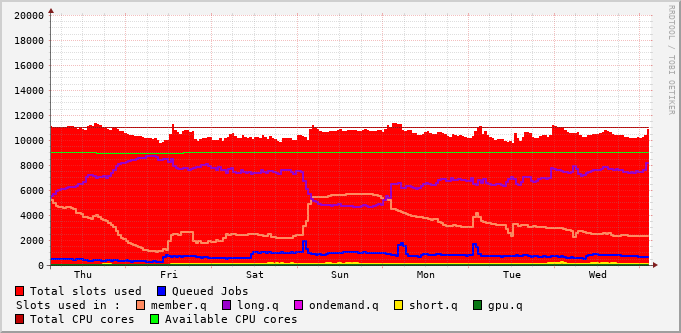 RRDTOOL / TOBI OETIKER
20000
18000
16000
14000
12000
10000
8000
6000
4000
2000
0
Thu Fri Sat Sun Mon Tue Wed
Total slots used Queued Jobs
Slots used in : member.q long.q ondemand.q short.q gpu.q
Total CPU cores Available CPU cores